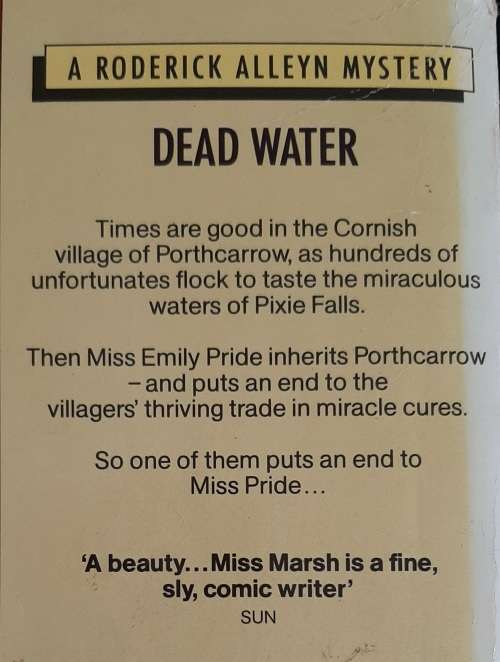 A RODERICK ALLEYN MYSTERY
DEAD WATER
Times are good in the Cornish
village of Porthcarrow, as hundreds of
unfortunates flock to taste the miraculous
waters of Pixie Falls.
Then Miss Emily Pride inherits Porthcarrow
– and puts an end to the
villagers’ thriving trade in miracle cures.
So one of them puts an end to
Miss Pride...
‘A beauty...Miss Marsh is a fine,
sly, comic writer’
SUN